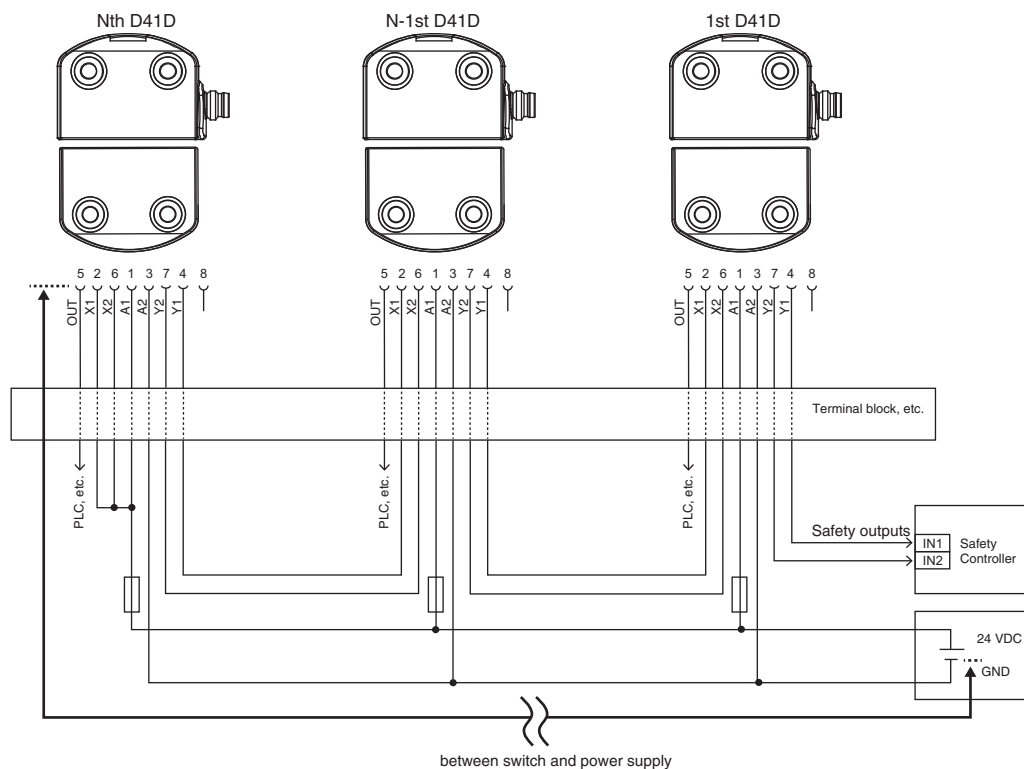 Nth D41D N-1st D41D 1st D41D
5 2 6 1 3 7 4 8 5 2 6 1 3 7 4 8 5 2 6 1 3 7 4 8
OUT X1 X2 A1 A2 Y2 Y1 OUT X1 X2 A1 A2 Y2 Y1 OUT X1 X2 A1 A2 Y2 Y1
Terminal block, etc.
PLC, etc. PLC, etc. PLC, etc.
Safety outputs
IN1
IN2
Safety
Controller
24 VDC
GND
between switch and power supply